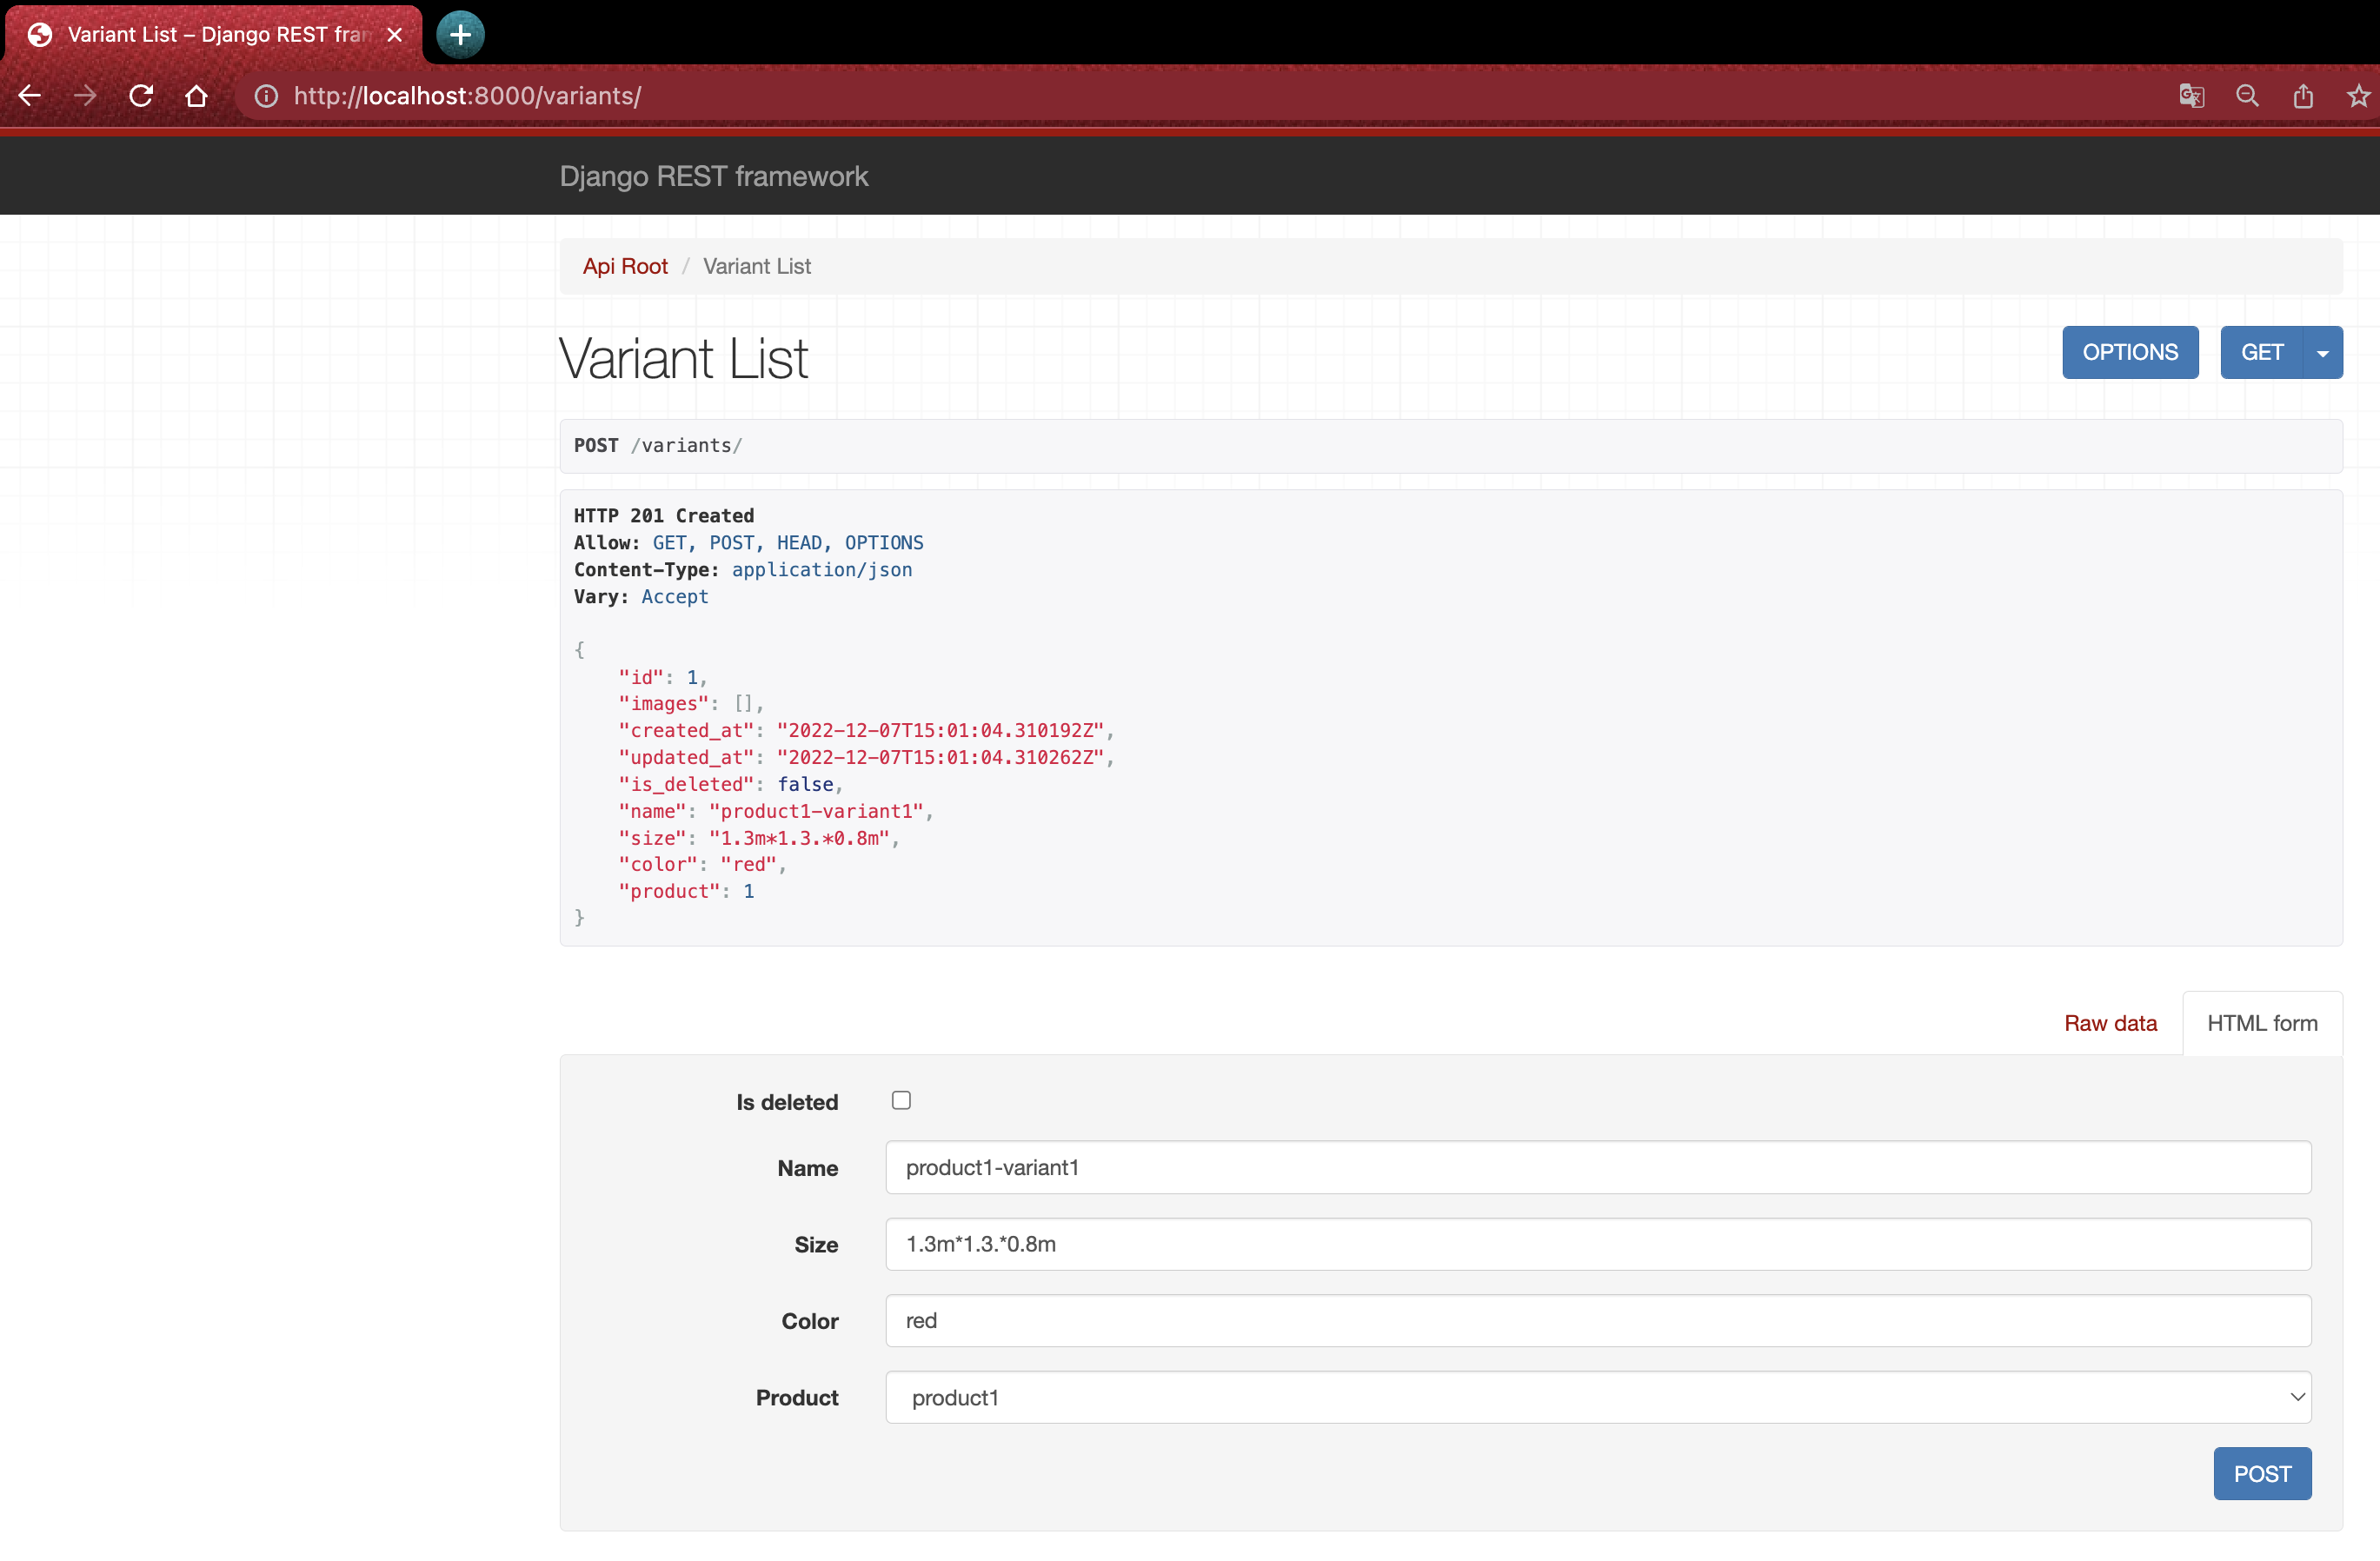 Variant List – Django REST fram
http://localhost:8000/variants/
Django REST framework
Api Root / Variant List
Variant List
OPTIONS
GET
POST /variants/
HTTP 201 Created
Allow: GET, POST, HEAD, OPTIONS
Content-Type: application/json
Vary: Accept
{
"id": 1,
"images": [],
"created_at": "2022-12-07T15:01:04.310192Z",
"updated_at": "2022-12-07T15:01:04.310262Z",
"is_deleted": false,
"name": "product1-variant1",
"size": "1.3m*1.3.*0.8m",
"color": "red",
"product": 1
}
Raw data
HTML form
Is deleted
Name product1-variant1
Size 1.3m*1.3.*0.8m
Color red
Product product1
POST